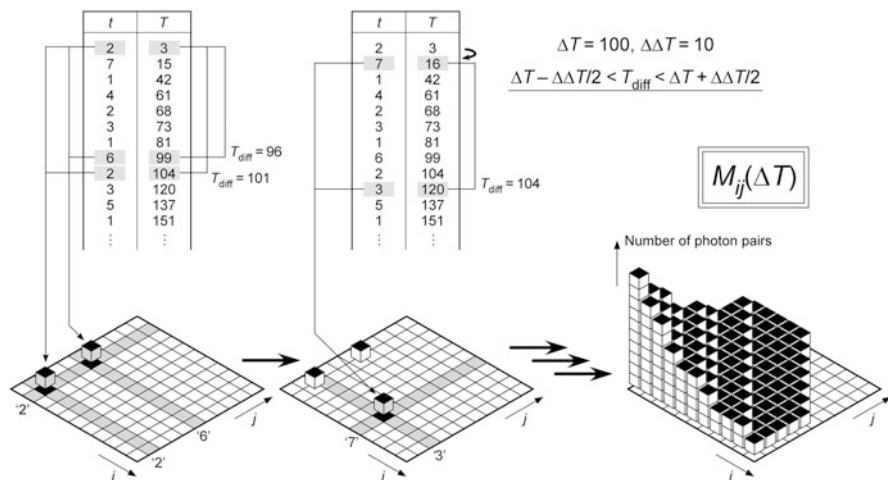 t T
2 3
7 15
1 42
4 61
2 68
3 73
1 81
6 99
2 104
3 120
5 137
1 151
⋮ ⋮
T_diff = 96
T_diff = 101
t T
2 3
7 16
1 42
4 61
2 68
3 73
1 81
6 99
2 104
3 120
5 137
1 151
⋮ ⋮
T_diff = 104
ΔT = 100, ΔΔT = 10
ΔT – ΔΔT/2 < T_diff < ΔT + ΔΔT/2
M_ij(ΔT)
Number of photon pairs
'2'
'2'
'6'
i
j
'7'
'3'
i
j
i
j